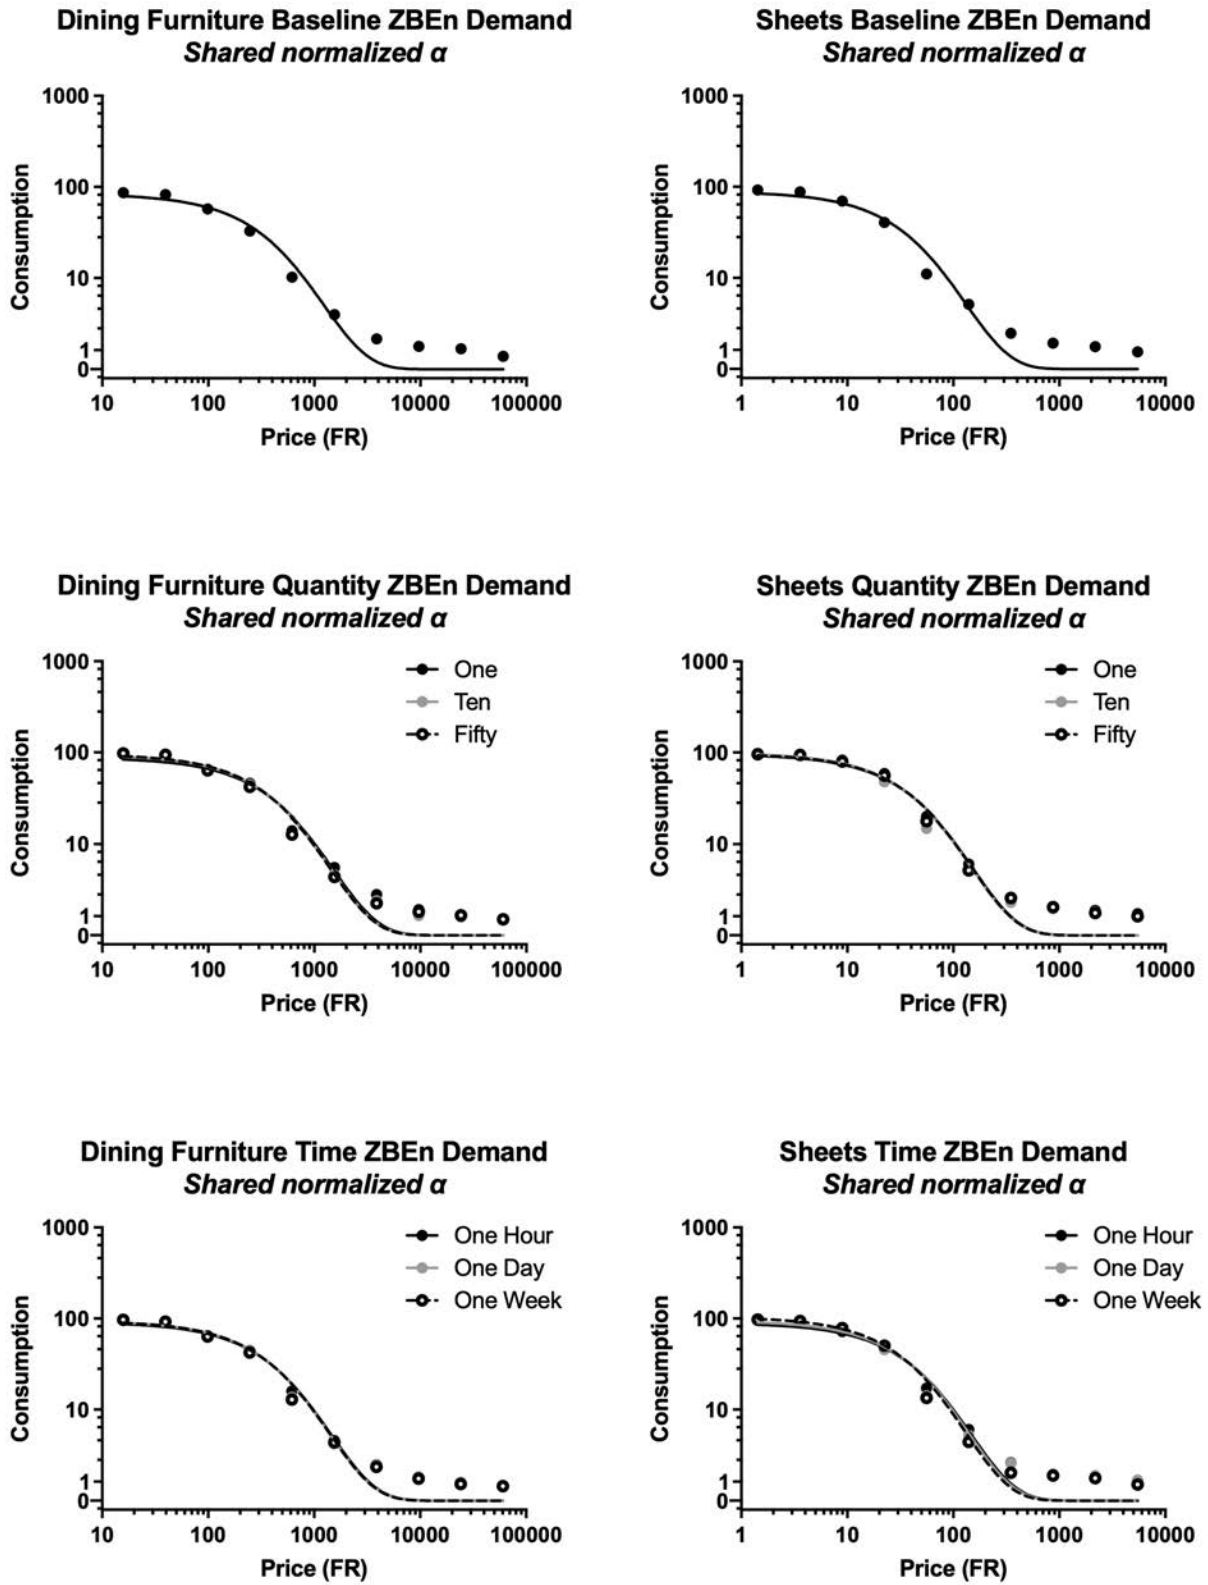 Dining Furniture Baseline ZBEn Demand
Shared normalized α
1000
100
10
1
0
Consumption
10 100 1000 10000 100000
Price (FR)
Sheets Baseline ZBEn Demand
Shared normalized α
1000
100
10
1
0
Consumption
1 10 100 1000 10000
Price (FR)
Dining Furniture Quantity ZBEn Demand
Shared normalized α
One
Ten
Fifty
1000
100
10
1
0
Consumption
10 100 1000 10000 100000
Price (FR)
Sheets Quantity ZBEn Demand
Shared normalized α
One
Ten
Fifty
1000
100
10
1
0
Consumption
1 10 100 1000 10000
Price (FR)
Dining Furniture Time ZBEn Demand
Shared normalized α
One Hour
One Day
One Week
1000
100
10
1
0
Consumption
10 100 1000 10000 100000
Price (FR)
Sheets Time ZBEn Demand
Shared normalized α
One Hour
One Day
One Week
1000
100
10
1
0
Consumption
1 10 100 1000 10000
Price (FR)